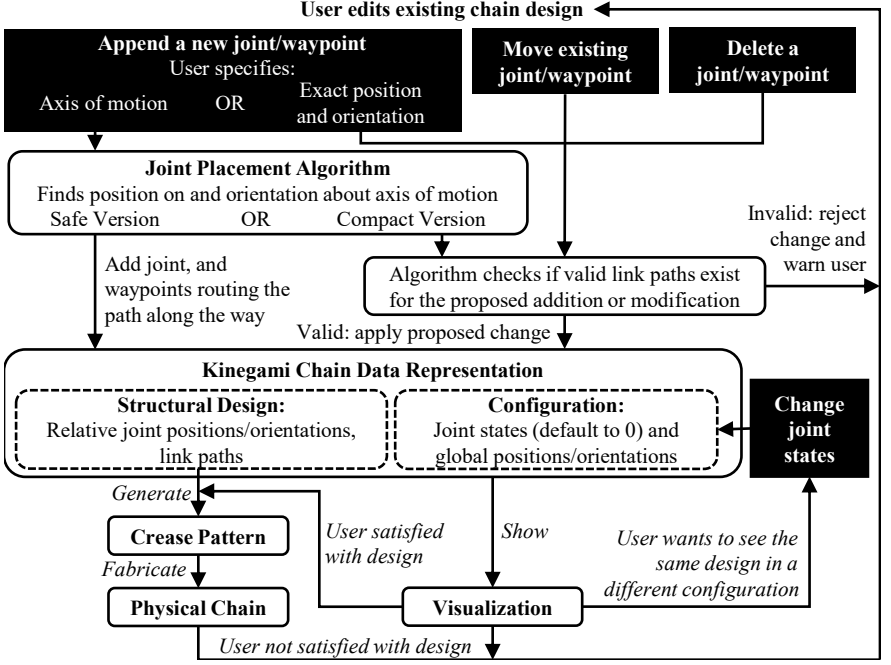 User edits existing chain design
Append a new joint/waypoint
User specifies:
Axis of motion OR Exact position and orientation
Move existing
joint/waypoint
Delete a
joint/waypoint
Joint Placement Algorithm
Finds position on and orientation about axis of motion
Safe Version OR Compact Version
Invalid: reject
change and
warn user
Add joint, and
waypoints routing the
path along the way
Algorithm checks if valid link paths exist
for the proposed addition or modification
Valid: apply proposed change
Kinegami Chain Data Representation
Structural Design:
Relative joint positions/orientations,
link paths
Configuration:
Joint states (default to 0) and
global positions/orientations
Change
joint
states
Generate
User satisfied
with design
Show
User wants to see the
same design in a
different configuration
Crease Pattern
Fabricate
Physical Chain
Visualization
User not satisfied with design